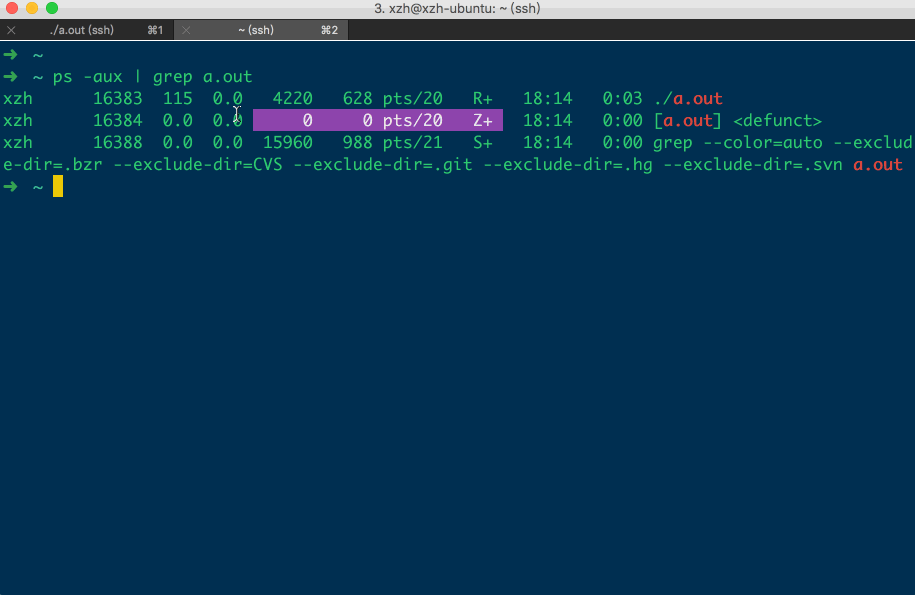 3. xzh@xzh-ubuntu: ~ (ssh)
× ./a.out (ssh) ⌘1 × ~ (ssh) ⌘2
➜ ~
➜ ~ ps -aux | grep a.out
xzh 16383 115 0.0 4220 628 pts/20 R+ 18:14 0:03 ./a.out
xzh 16384 0.0 0.0 0 0 pts/20 Z+ 18:14 0:00 [a.out] <defunct>
xzh 16388 0.0 0.0 15960 988 pts/21 S+ 18:14 0:00 grep --color=auto --exclud
e-dir=.bzr --exclude-dir=CVS --exclude-dir=.git --exclude-dir=.hg --exclude-dir=.svn a.out
➜ ~